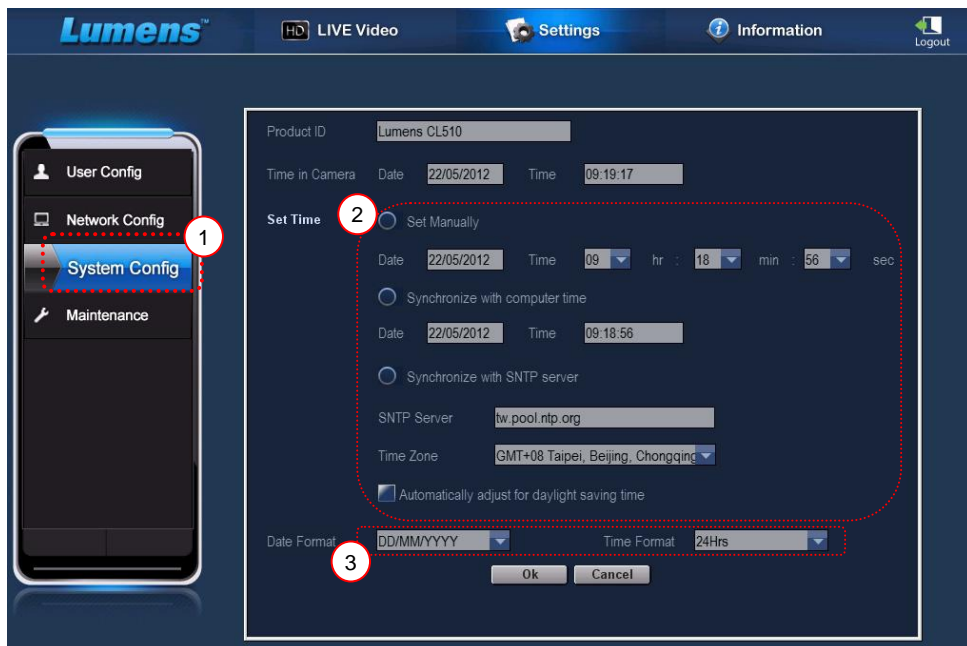 Lumens™ HD LIVE Video Settings Information Logout
Product ID Lumens CL510
User Config
Time in Camera Date 22/05/2012 Time 09:19:17
Network Config
Set Time 2 Set Manually
1
System Config
Date 22/05/2012 Time 09 hr : 18 min : 56 sec
Synchronize with computer time
Maintenance
Date 22/05/2012 Time 09:18:56
Synchronize with SNTP server
SNTP Server tw.pool.ntp.org
Time Zone GMT+08 Taipei, Beijing, Chongqing
Automatically adjust for daylight saving time
Date Format DD/MM/YYYY Time Format 24Hrs
3
Ok Cancel